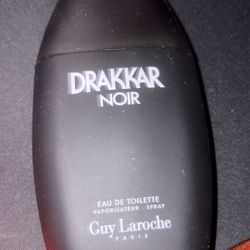 DRAKKAR
NOIR
EAU DE TOILETTE
VAPORISATEUR - SPRAY
Guy Laroche
PARIS